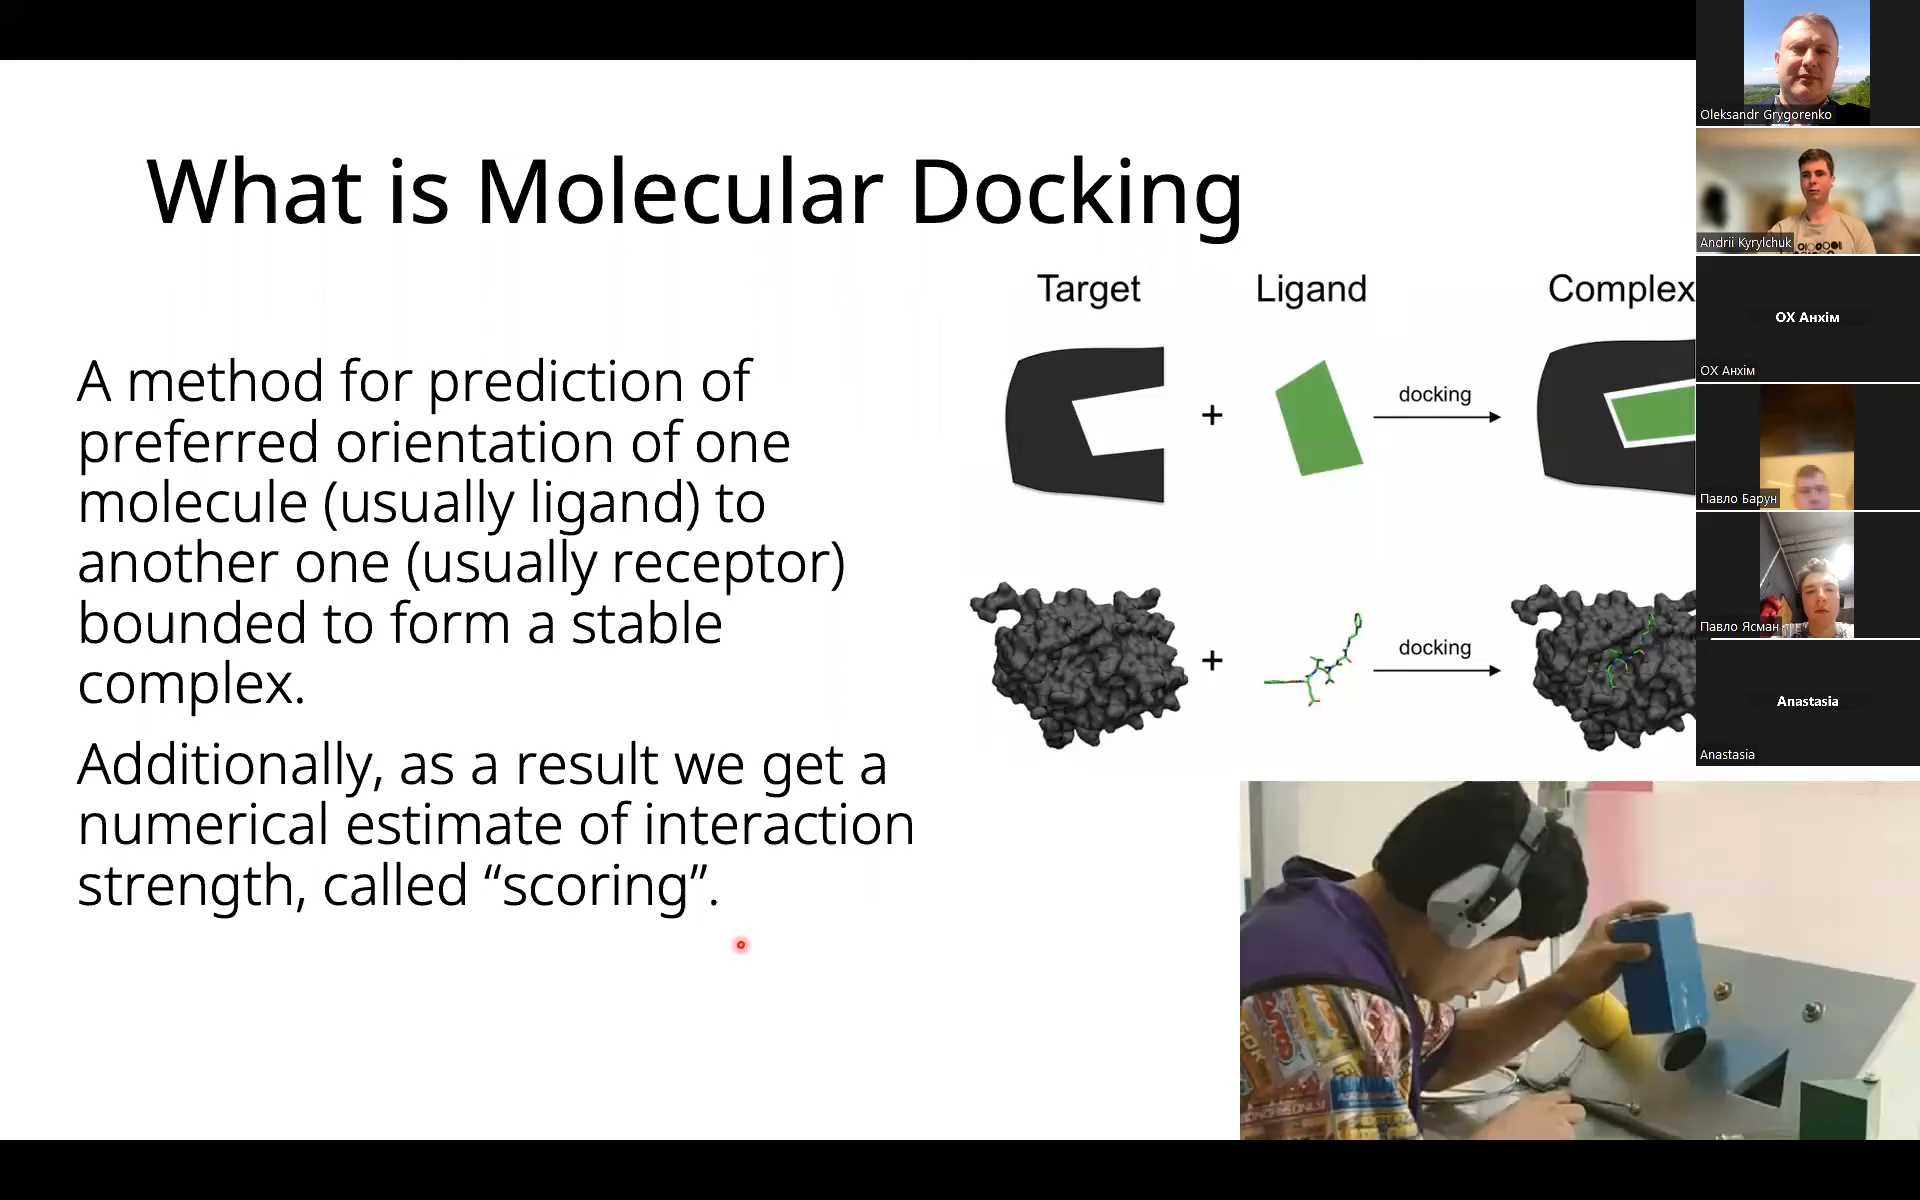 What is Molecular Docking
A method for prediction of
preferred orientation of one
molecule (usually ligand) to
another one (usually receptor)
bounded to form a stable
complex.
Additionally, as a result we get a
numerical estimate of interaction
strength, called “scoring”.
Target
Ligand
Complex
+
docking
+
docking
Oleksandr Grygorenko
Andrii Kyrylchuk
ОХ Анхім
ОХ Анхім
Павло Барун
Павло Ясман
Anastasia
Anastasia